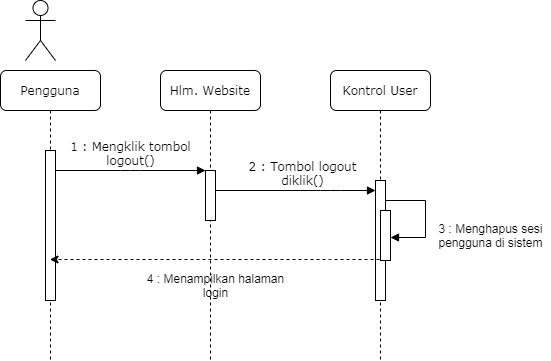 Pengguna
Hlm. Website
Kontrol User
1 : Mengklik tombol
logout()
2 : Tombol logout
diklik()
3 : Menghapus sesi
pengguna di sistem
4 : Menampilkan halaman
login